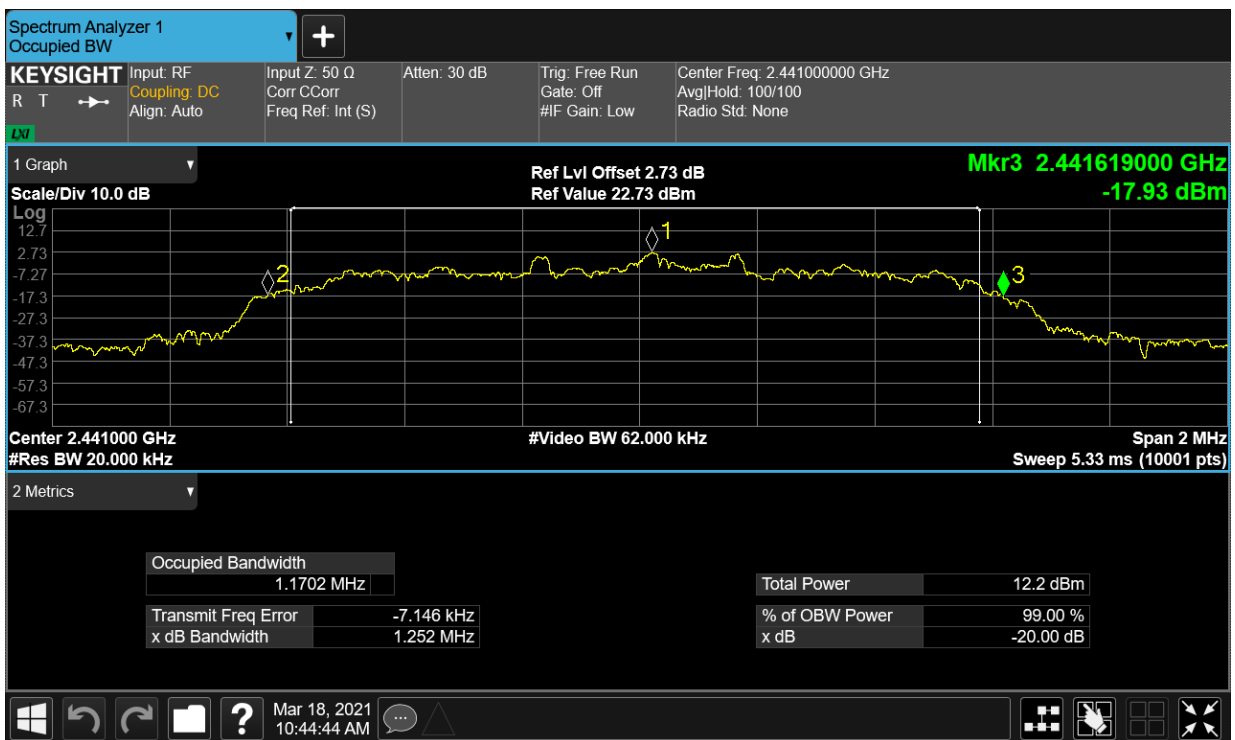 Spectrum Analyzer 1
Occupied BW
KEYSIGHT
R T
LXI
Input: RF
Coupling: DC
Align: Auto
Input Z: 50 Ω
Corr CCorr
Freq Ref: Int (S)
Atten: 30 dB
Trig: Free Run
Gate: Off
#IF Gain: Low
Center Freq: 2.441000000 GHz
Avg|Hold: 100/100
Radio Std: None
1 Graph
Scale/Div 10.0 dB
Ref Lvl Offset 2.73 dB
Ref Value 22.73 dBm
Mkr3 2.441619000 GHz
-17.93 dBm
Log
12.7
2.73
-7.27
-17.3
-27.3
-37.3
-47.3
-57.3
-67.3
1
2
3
Center 2.441000 GHz
#Res BW 20.000 kHz
#Video BW 62.000 kHz
Span 2 MHz
Sweep 5.33 ms (10001 pts)
2 Metrics
Occupied Bandwidth
1.1702 MHz
Transmit Freq Error -7.146 kHz
x dB Bandwidth 1.252 MHz
Total Power 12.2 dBm
% of OBW Power 99.00 %
x dB -20.00 dB
?
Mar 18, 2021
10:44:44 AM